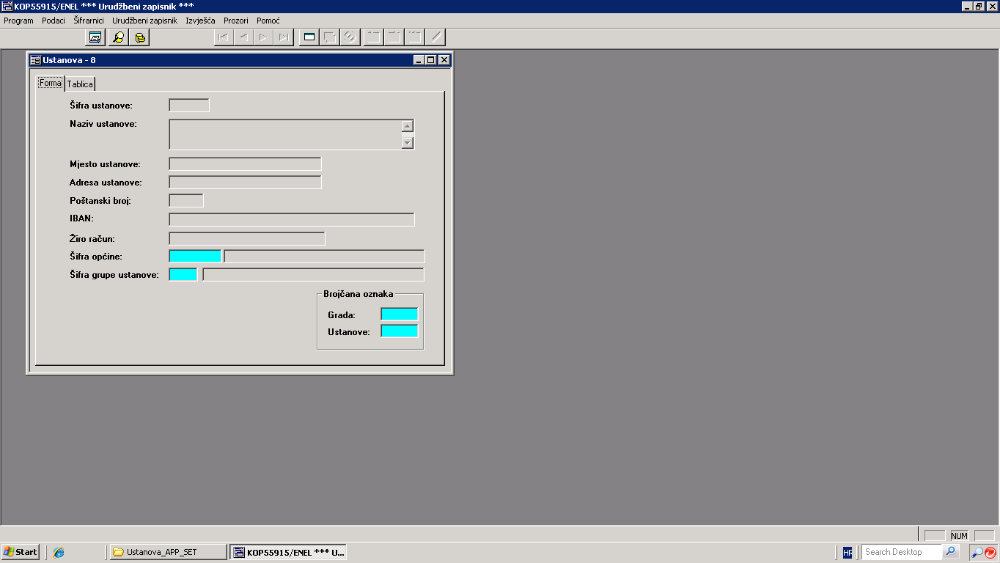 KOP55915/ENEL *** Urudžbeni zapisnik ***
Program Podaci Šifrarnici Urudžbeni zapisnik Izvješća Prozori Pomoć
Ustanova - 8
Forma Tablica
Šifra ustanove:
Naziv ustanove:
Mjesto ustanove:
Adresa ustanove:
Poštanski broj:
IBAN:
Žiro račun:
Šifra općine:
Šifra grupe ustanove:
Brojčana oznaka
Grada:
Ustanove:
NUM
Start Ustanova_APP_SET KOP55915/ENEL *** U... HR Search Desktop